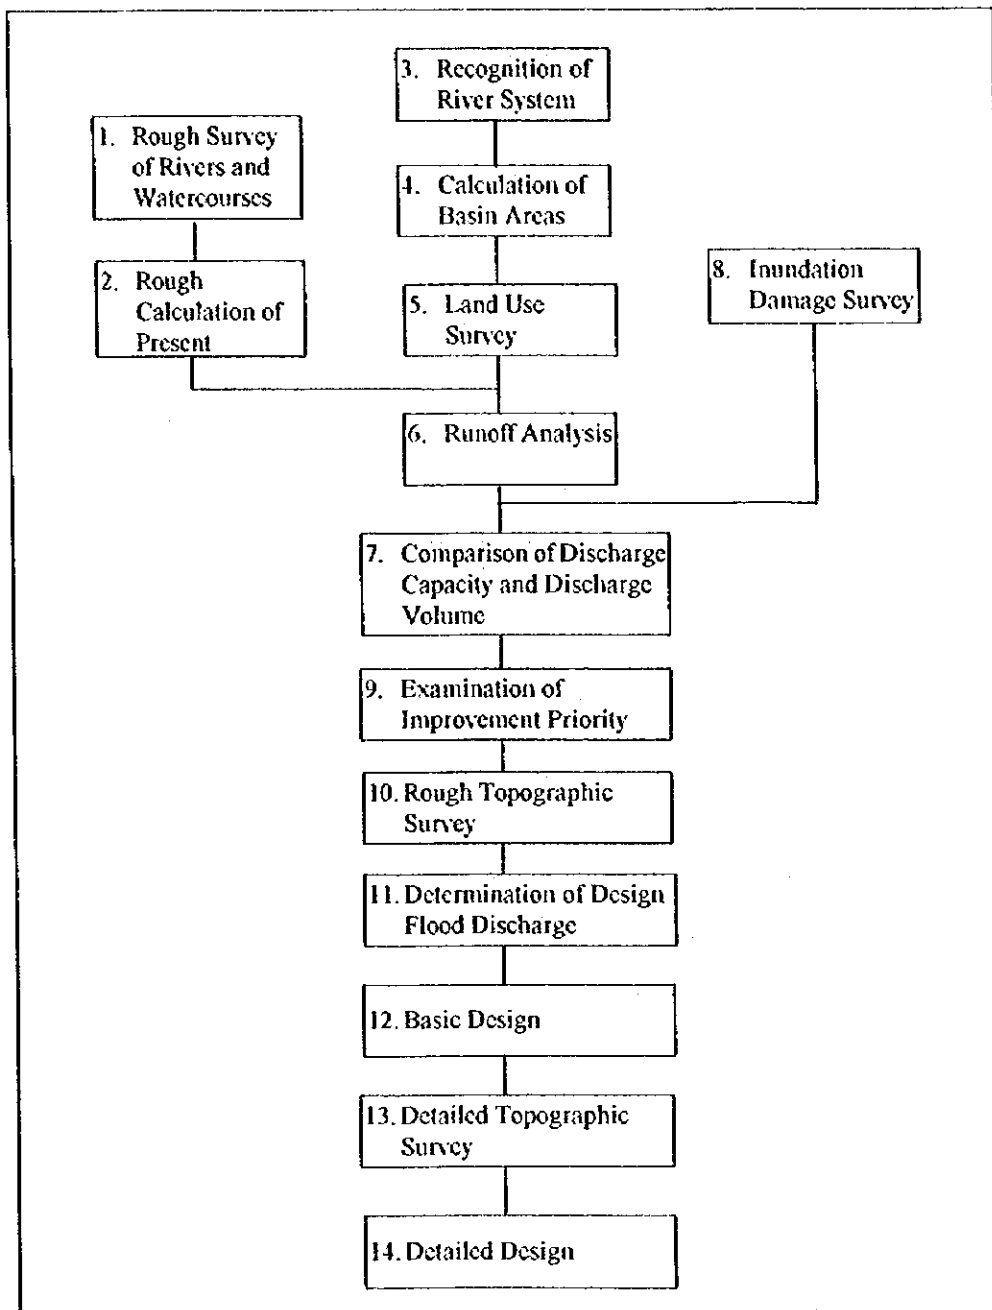 1. Rough Survey
of Rivers and
Watercourses
2. Rough
Calculation of
Present
3. Recognition of
River System
4. Calculation of
Basin Areas
5. Land Use
Survey
6. Runoff Analysis
8. Inundation
Damage Survey
7. Comparison of Discharge
Capacity and Discharge
Volume
9. Examination of
Improvement Priority
10. Rough Topographic
Survey
11. Determination of Design
Flood Discharge
12. Basic Design
13. Detailed Topographic
Survey
14. Detailed Design